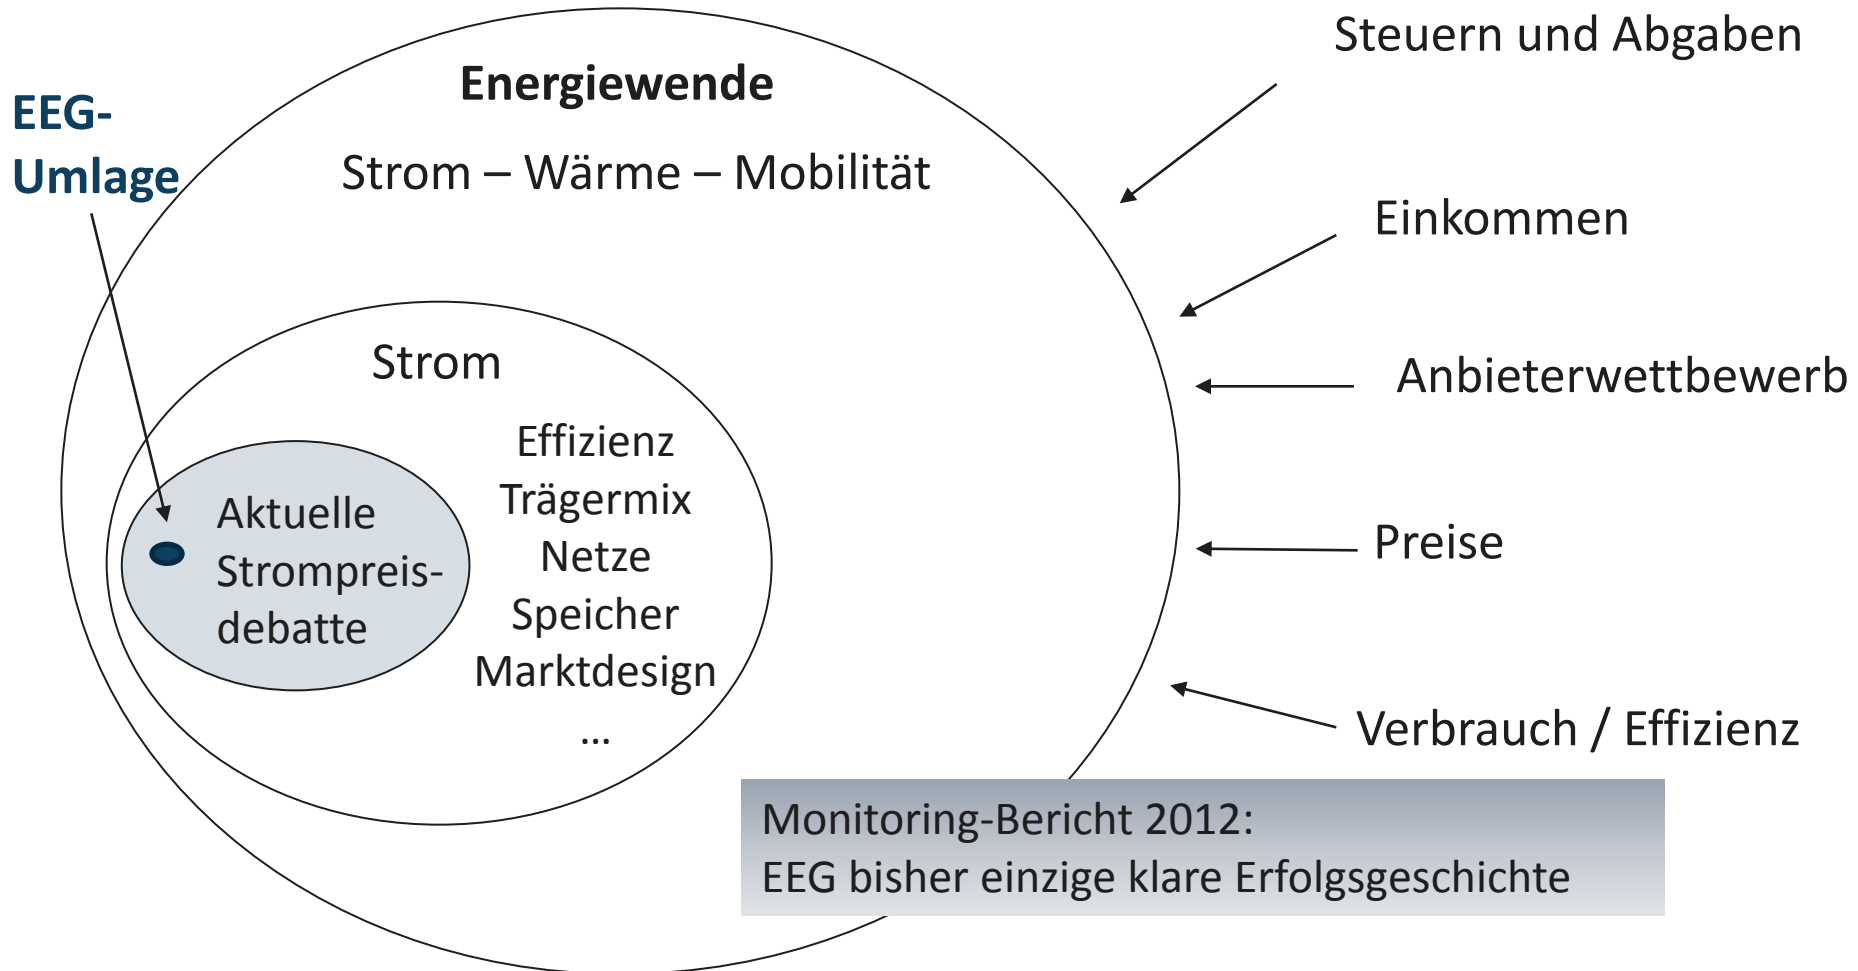 Energiewende
Strom – Wärme – Mobilität
EEG-
Umlage
Strom
Effizienz
Trägermix
Netze
Speicher
Marktdesign
...
Aktuelle
Strompreis-
debatte
Steuern und Abgaben
Einkommen
Anbieterwettbewerb
Preise
Verbrauch / Effizienz
Monitoring-Bericht 2012:
EEG bisher einzige klare Erfolgsgeschichte